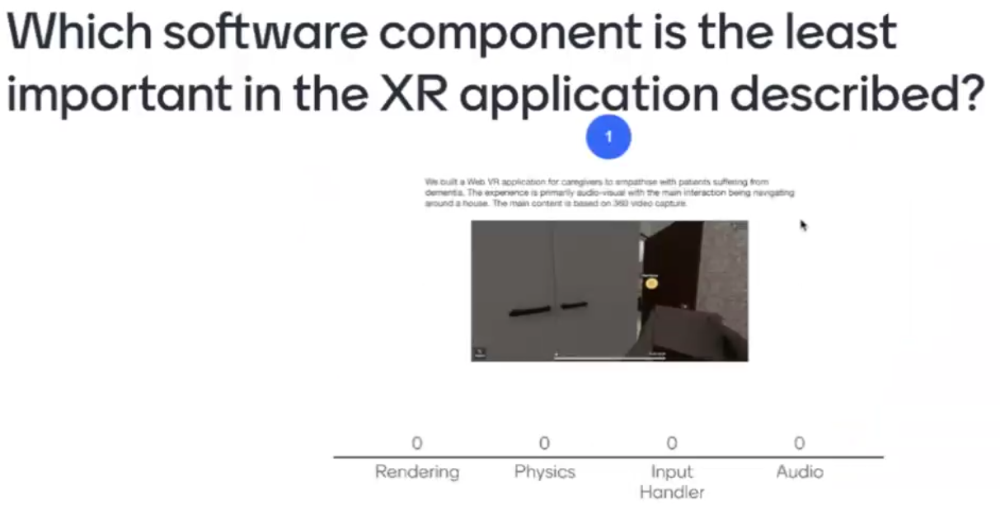 Which software component is the least
important in the XR application described?
1
We built a Web VR application for caregivers to empathise with patients suffering from
dementia. The experience is primarily audio-visual with the main interaction being navigating
around a house. The main content is based on 360 video capture.
0 0 0 0
Rendering Physics Input Audio
Handler